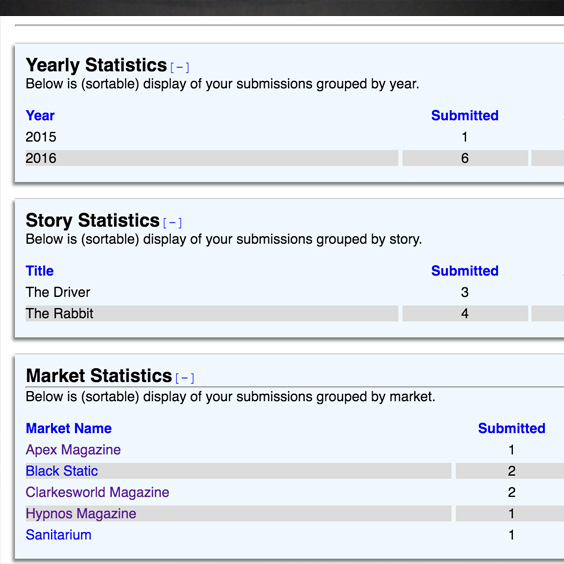 Yearly Statistics [ – ]
Below is (sortable) display of your submissions grouped by year.
Year Submitted
2015 1
2016 6
Story Statistics [ – ]
Below is (sortable) display of your submissions grouped by story.
Title Submitted
The Driver 3
The Rabbit 4
Market Statistics [ – ]
Below is (sortable) display of your submissions grouped by market.
Market Name Submitted
Apex Magazine 1
Black Static 2
Clarkesworld Magazine 2
Hypnos Magazine 1
Sanitarium 1